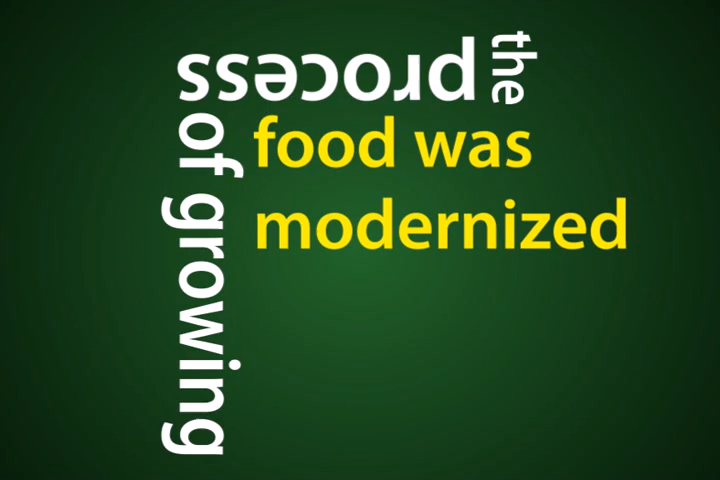 the
process
of growing
food was
modernized